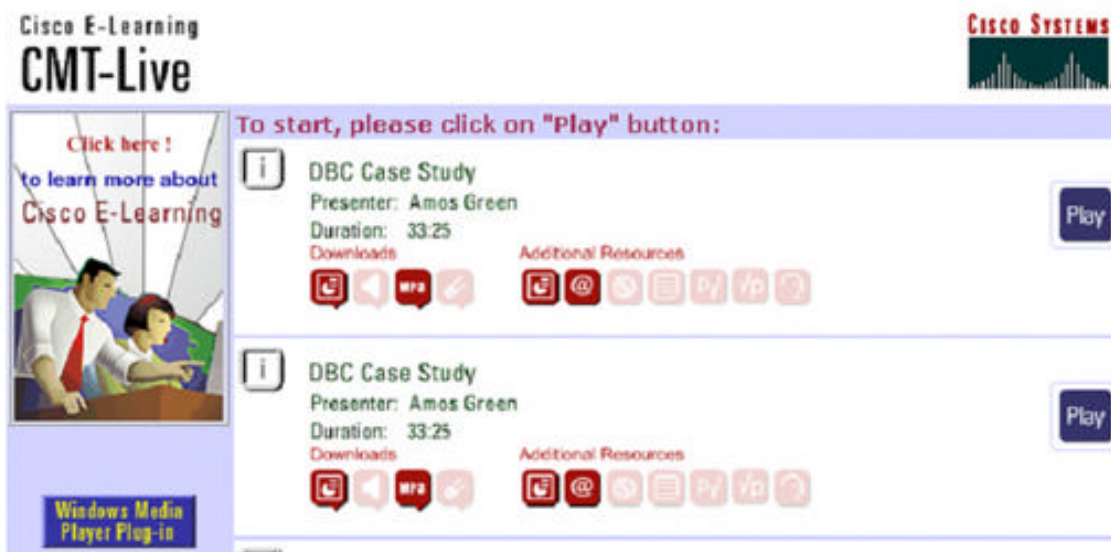 Cisco E-Learning
CMT-Live
CISCO SYSTEMS
Click here !
to learn more about
Cisco E-Learning
Windows Media
Player Plug-in
To start, please click on "Play" button:
i
DBC Case Study
Presenter: Amos Green
Duration: 33:25
Downloads
Additional Resources
MP3
@
Play
i
DBC Case Study
Presenter: Amos Green
Duration: 33:25
Downloads
Additional Resources
MP3
@
Play